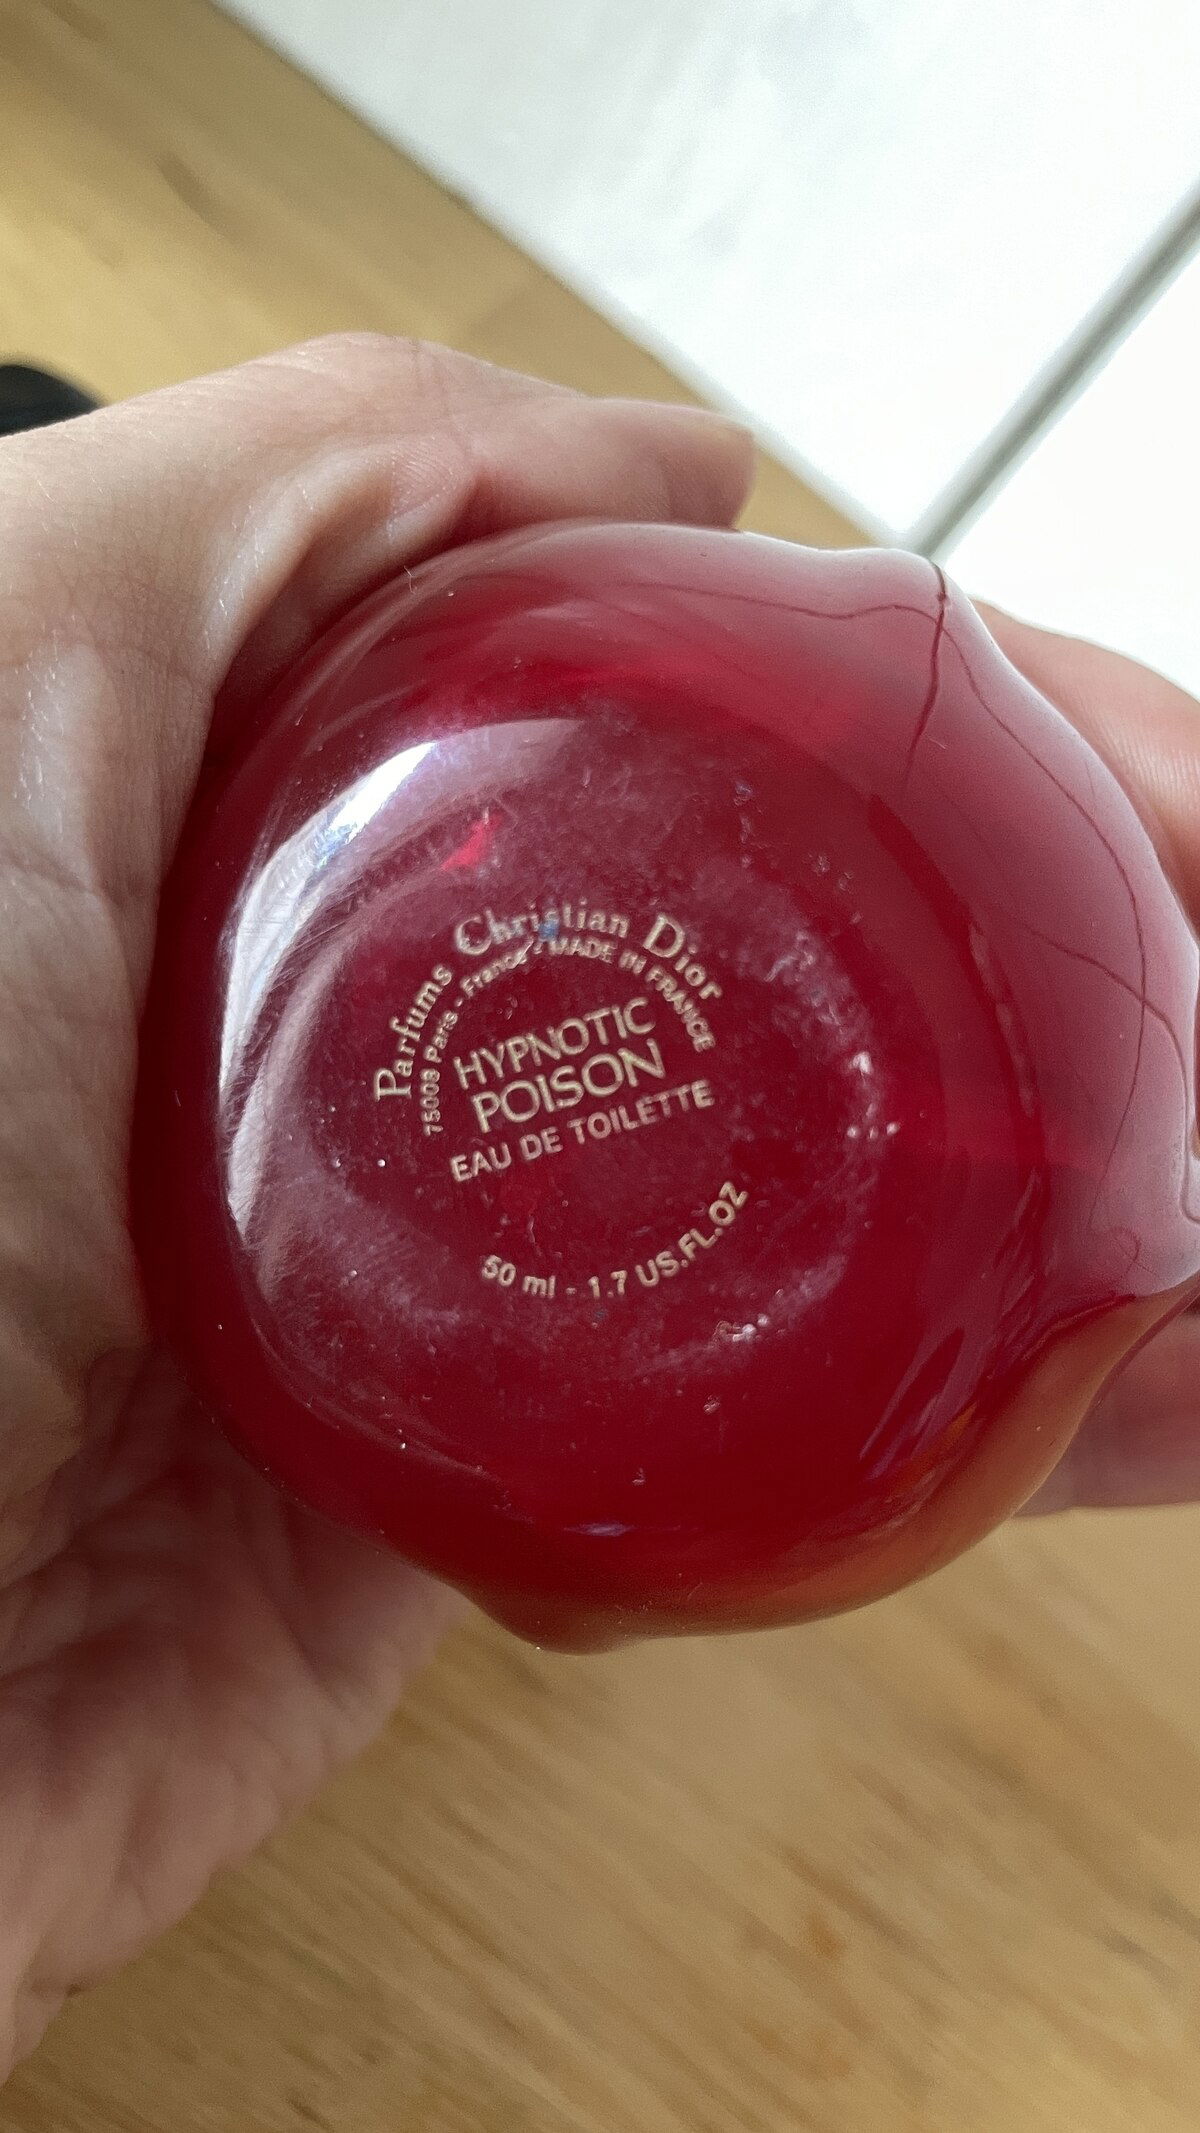 Parfums Christian Dior
75008 Paris - France - MADE IN FRANCE
HYPNOTIC
POISON
EAU DE TOILETTE
50 ml - 1.7 US.FL.OZ